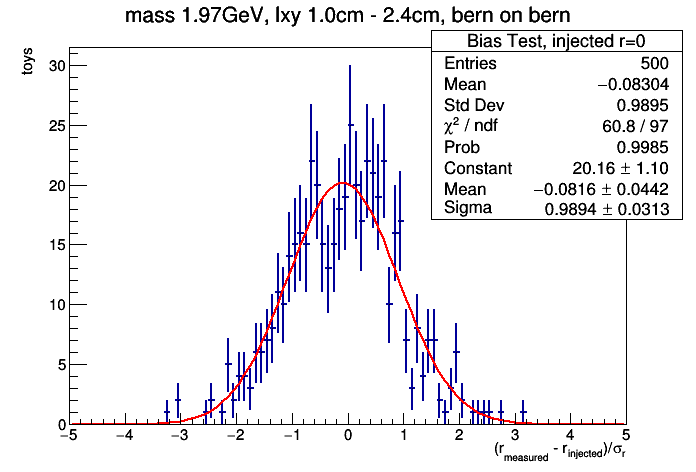 mass 1.97GeV, lxy 1.0cm - 2.4cm, bern on bern
Bias Test, injected r=0
Entries 500
Mean −0.08304
Std Dev 0.9895
χ² / ndf 60.8 / 97
Prob 0.9985
Constant 20.16 ± 1.10
Mean −0.0816 ± 0.0442
Sigma 0.9894 ± 0.0313
toys
30
25
20
15
10
5
0
−5 −4 −3 −2 −1 0 1 2 3 4 5
(r_measured - r_injected)/σ_r